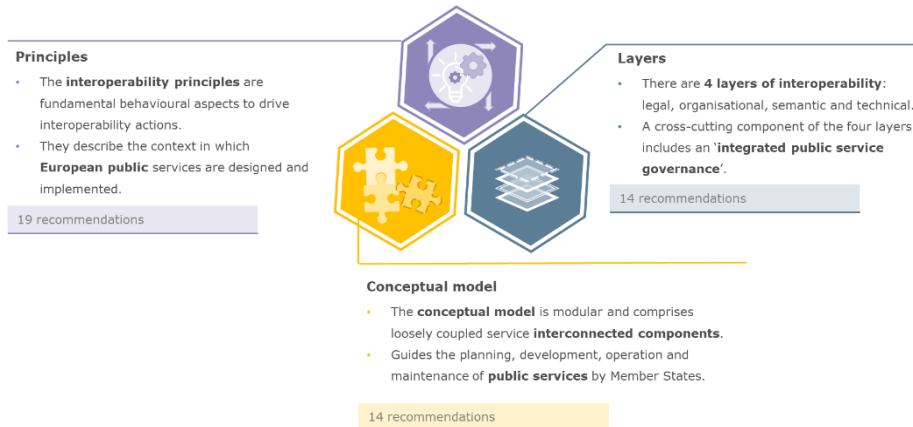 Principles
• The interoperability principles are
fundamental behavioural aspects to drive
interoperability actions.
• They describe the context in which
European public services are designed and
implemented.
19 recommendations
Layers
• There are 4 layers of interoperability:
legal, organisational, semantic and technical.
• A cross-cutting component of the four layers
includes an ‘integrated public service
governance’.
14 recommendations
Conceptual model
• The conceptual model is modular and comprises
loosely coupled service interconnected components.
• Guides the planning, development, operation and
maintenance of public services by Member States.
14 recommendations